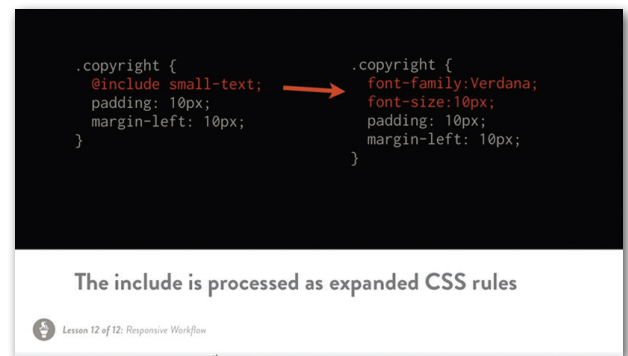 .copyright {
@include small-text;
padding: 10px;
margin-left: 10px;
}
.copyright {
font-family:Verdana;
font-size:10px;
padding: 10px;
margin-left: 10px;
}
The include is processed as expanded CSS rules
Lesson 12 of 12: Responsive Workflow